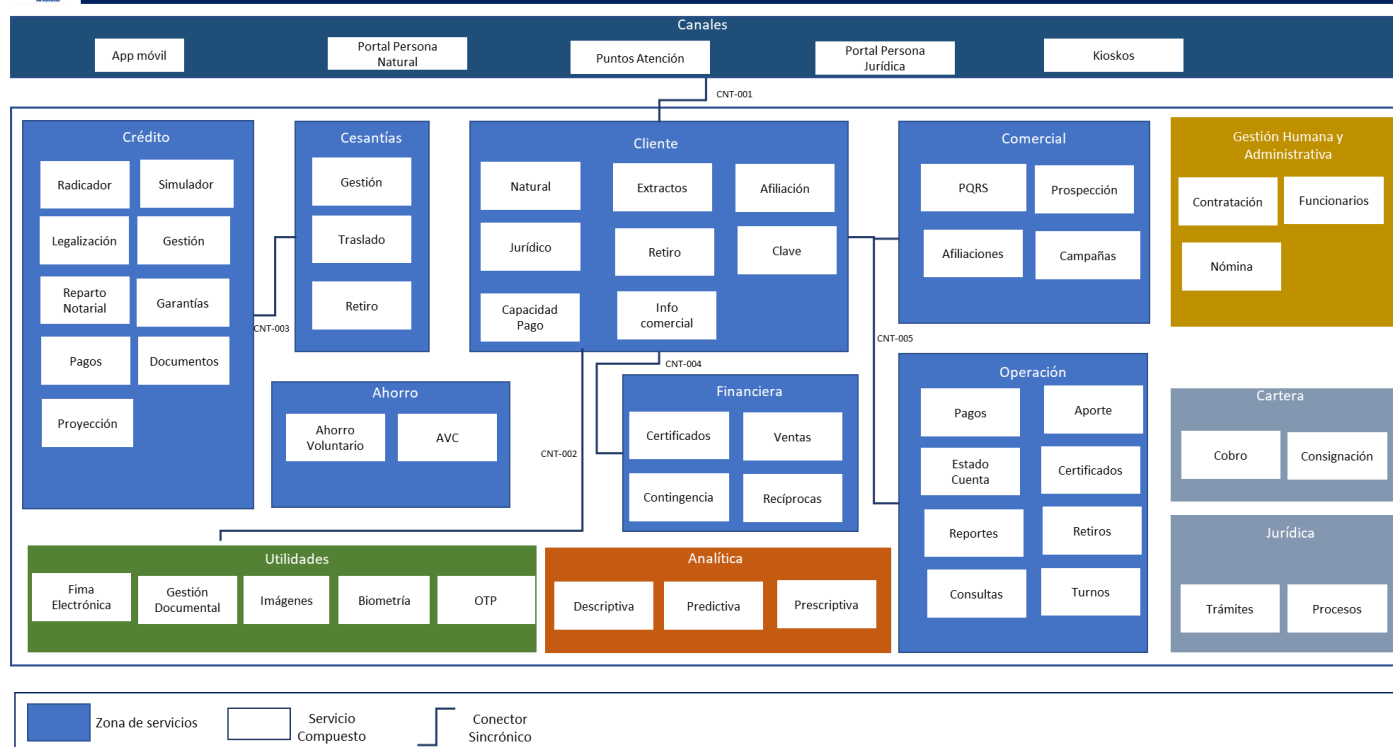 Canales
App móvil
Portal Persona
Natural
Puntos Atención
Portal Persona
Jurídica
Kioskos
CNT-001
Crédito
Radicador
Simulador
Legalización
Gestión
Reparto
Notarial
Garantías
Pagos
Documentos
Proyección
CNT-003
Cesantías
Gestión
Traslado
Retiro
Cliente
Natural
Extractos
Afiliación
Jurídico
Retiro
Clave
Capacidad
Pago
Info
comercial
Comercial
PQRS
Prospección
Afiliaciones
Campañas
Gestión Humana y
Administrativa
Contratación
Funcionarios
Nómina
CNT-004
CNT-005
CNT-002
Ahorro
Ahorro
Voluntario
AVC
Financiera
Certificados
Ventas
Contingencia
Recíprocas
Operación
Pagos
Aporte
Estado
Cuenta
Certificados
Reportes
Retiros
Consultas
Turnos
Cartera
Cobro
Consignación
Jurídica
Trámites
Procesos
Utilidades
Fima
Electrónica
Gestión
Documental
Imágenes
Biometría
OTP
Analítica
Descriptiva
Predictiva
Prescriptiva
Zona de servicios
Servicio
Compuesto
Conector
Sincrónico